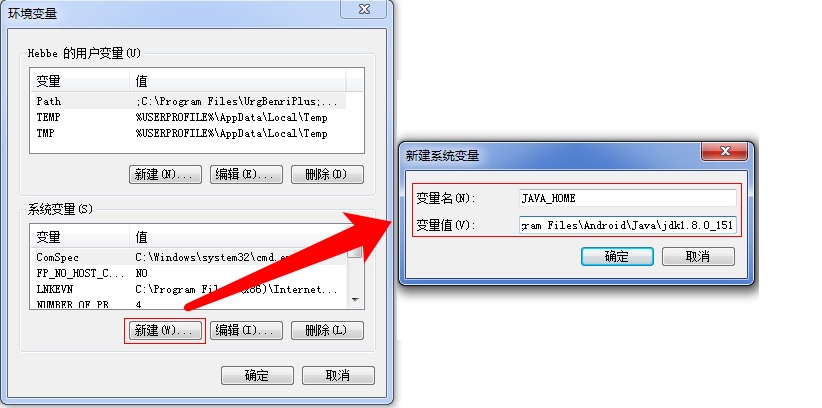 环境变量
Hebbe 的用户变量(U)
变量 值
Path ;C:\Program Files\UrgBenriPlus;...
TEMP %USERPROFILE%\AppData\Local\Temp
TMP %USERPROFILE%\AppData\Local\Temp
新建(N)... 编辑(E)... 删除(D)
系统变量(S)
变量 值
ComSpec C:\Windows\system32\cmd.
FP_NO_HOST_C... NO
LNKEVN C:\Program Files x86)\Internet...
NUMBER_OF_PR 4
新建(W)... 编辑(I)... 删除(L)
确定 取消
新建系统变量
变量名(N): JAVA_HOME
变量值(V): gram Files\Android\Java\jdk1.8.0_151
确定 取消